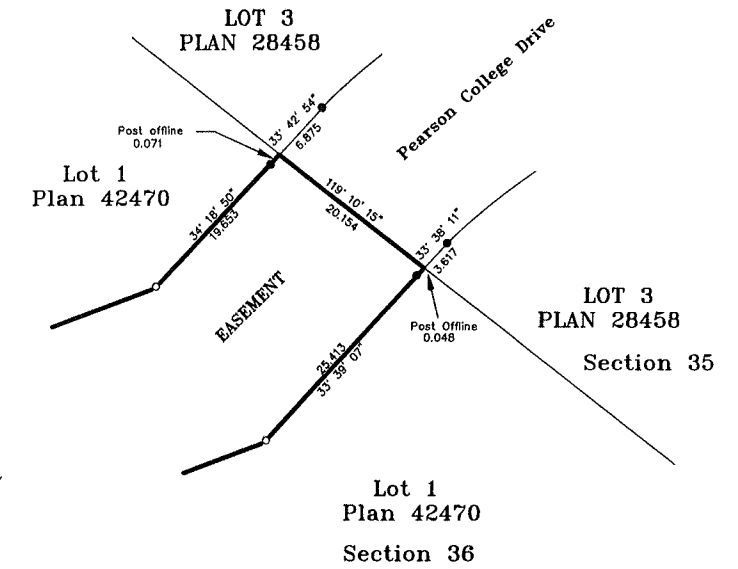 LOT 3
PLAN 28458
Pearson College Drive
33° 42' 54"
6.875
Post offline
0.071
Lot 1
Plan 42470
34° 18' 50"
19.653
119° 10' 15"
20.154
33° 38' 11"
3.617
EASEMENT
LOT 3
PLAN 28458
Post Offline
0.048
Section 35
25.413
33° 39' 07"
Lot 1
Plan 42470
Section 36